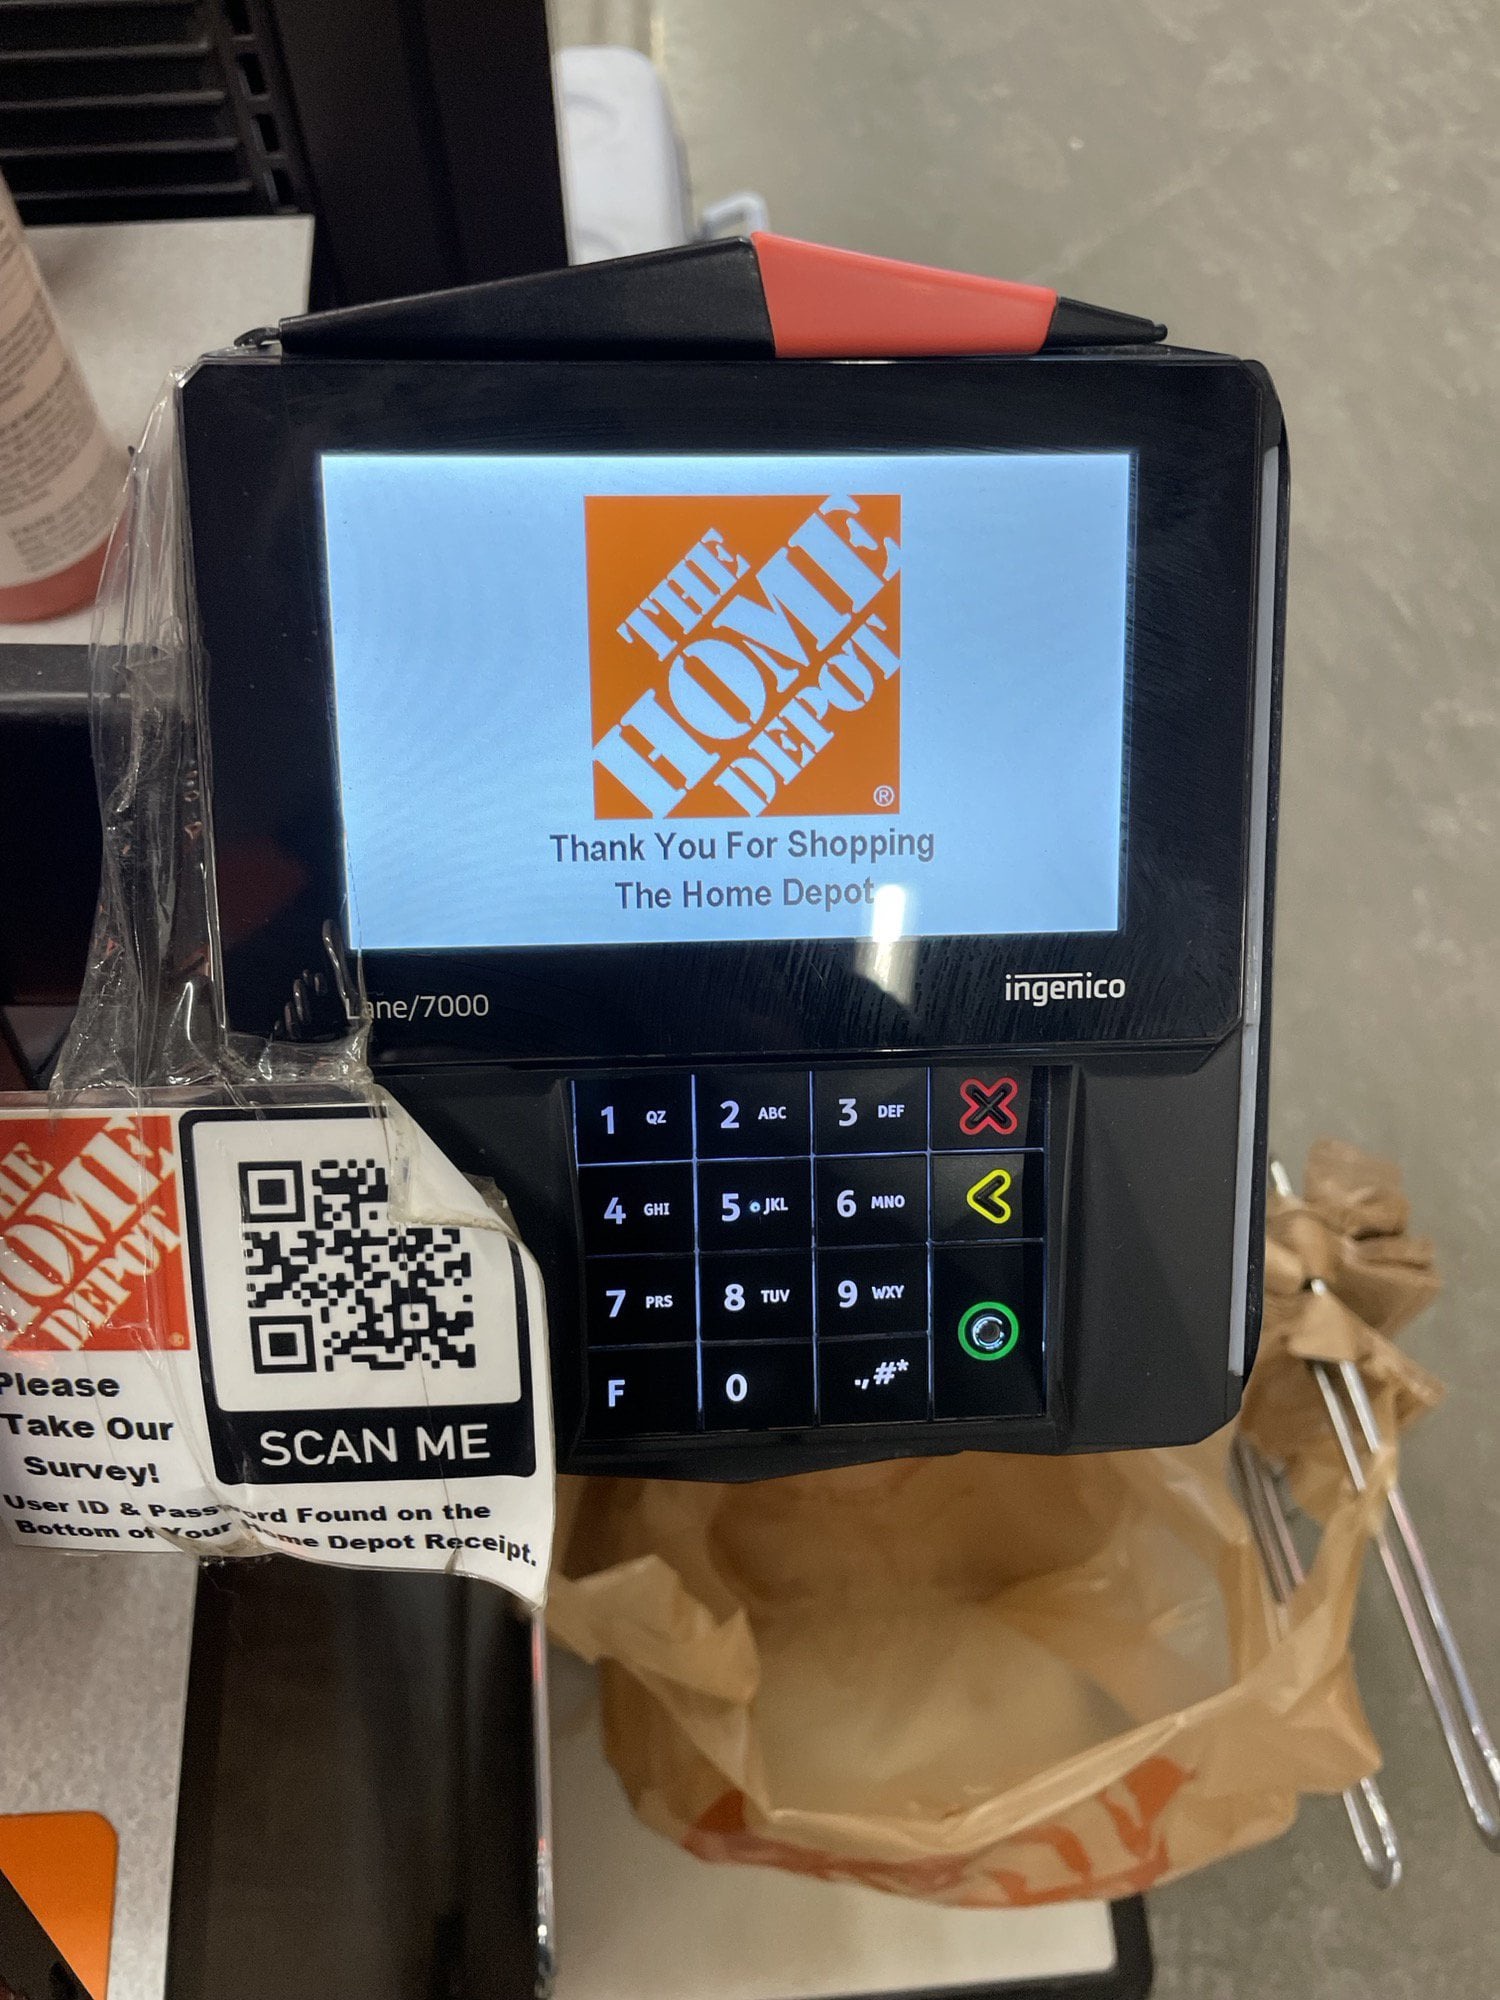 THE
HOME
DEPOT
®
Thank You For Shopping
The Home Depot
Lane/7000
ingenico
1 QZ 2 ABC 3 DEF
4 GHI 5 JKL 6 MNO
7 PRS 8 TUV 9 WXY
F 0 .,#*
THE
HOME
DEPOT
®
Please
Take Our
Survey!
SCAN ME
User ID & Password Found on the
Bottom of Your Home Depot Receipt.